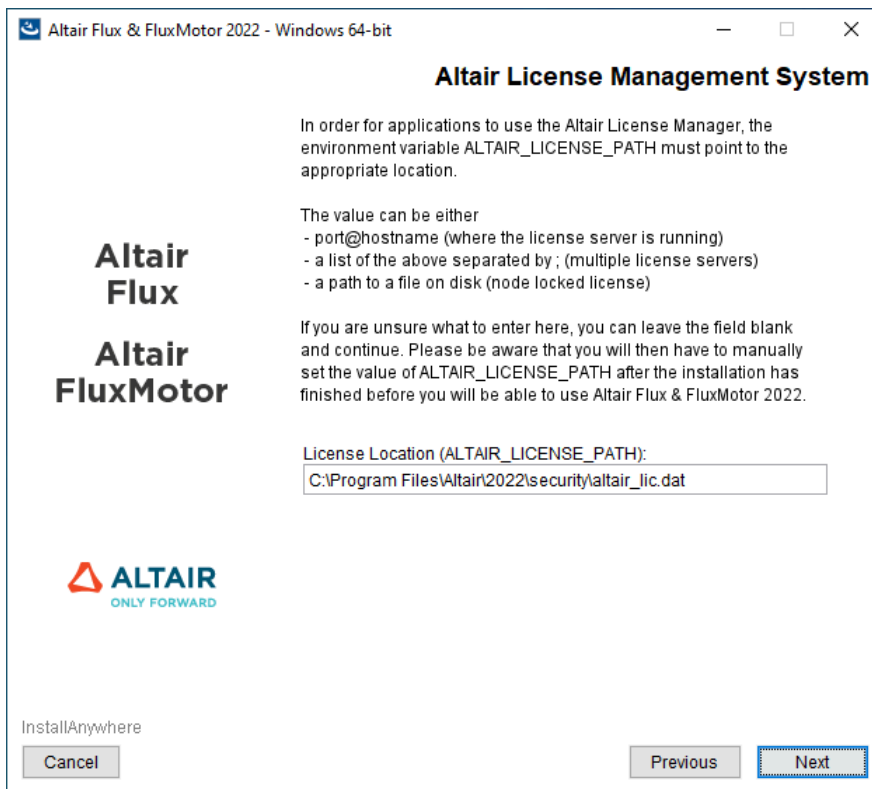 Altair Flux & FluxMotor 2022 - Windows 64-bit
Altair License Management System
In order for applications to use the Altair License Manager, the
environment variable ALTAIR_LICENSE_PATH must point to the
appropriate location.
The value can be either
- port@hostname (where the license server is running)
- a list of the above separated by ; (multiple license servers)
- a path to a file on disk (node locked license)
If you are unsure what to enter here, you can leave the field blank
and continue. Please be aware that you will then have to manually
set the value of ALTAIR_LICENSE_PATH after the installation has
finished before you will be able to use Altair Flux & FluxMotor 2022.
License Location (ALTAIR_LICENSE_PATH):
C:\Program Files\Altair\2022\security\altair_lic.dat
Altair
Flux
Altair
FluxMotor
ALTAIR
ONLY FORWARD
InstallAnywhere
Cancel
Previous
Next